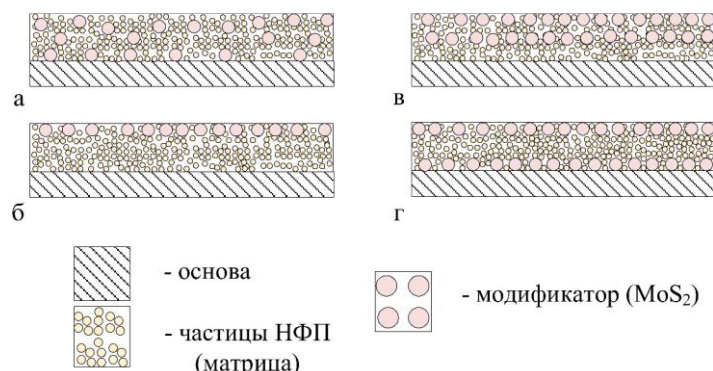 а
в
б
г
- основа
- модификатор (MoS₂)
- частицы НФП
(матрица)